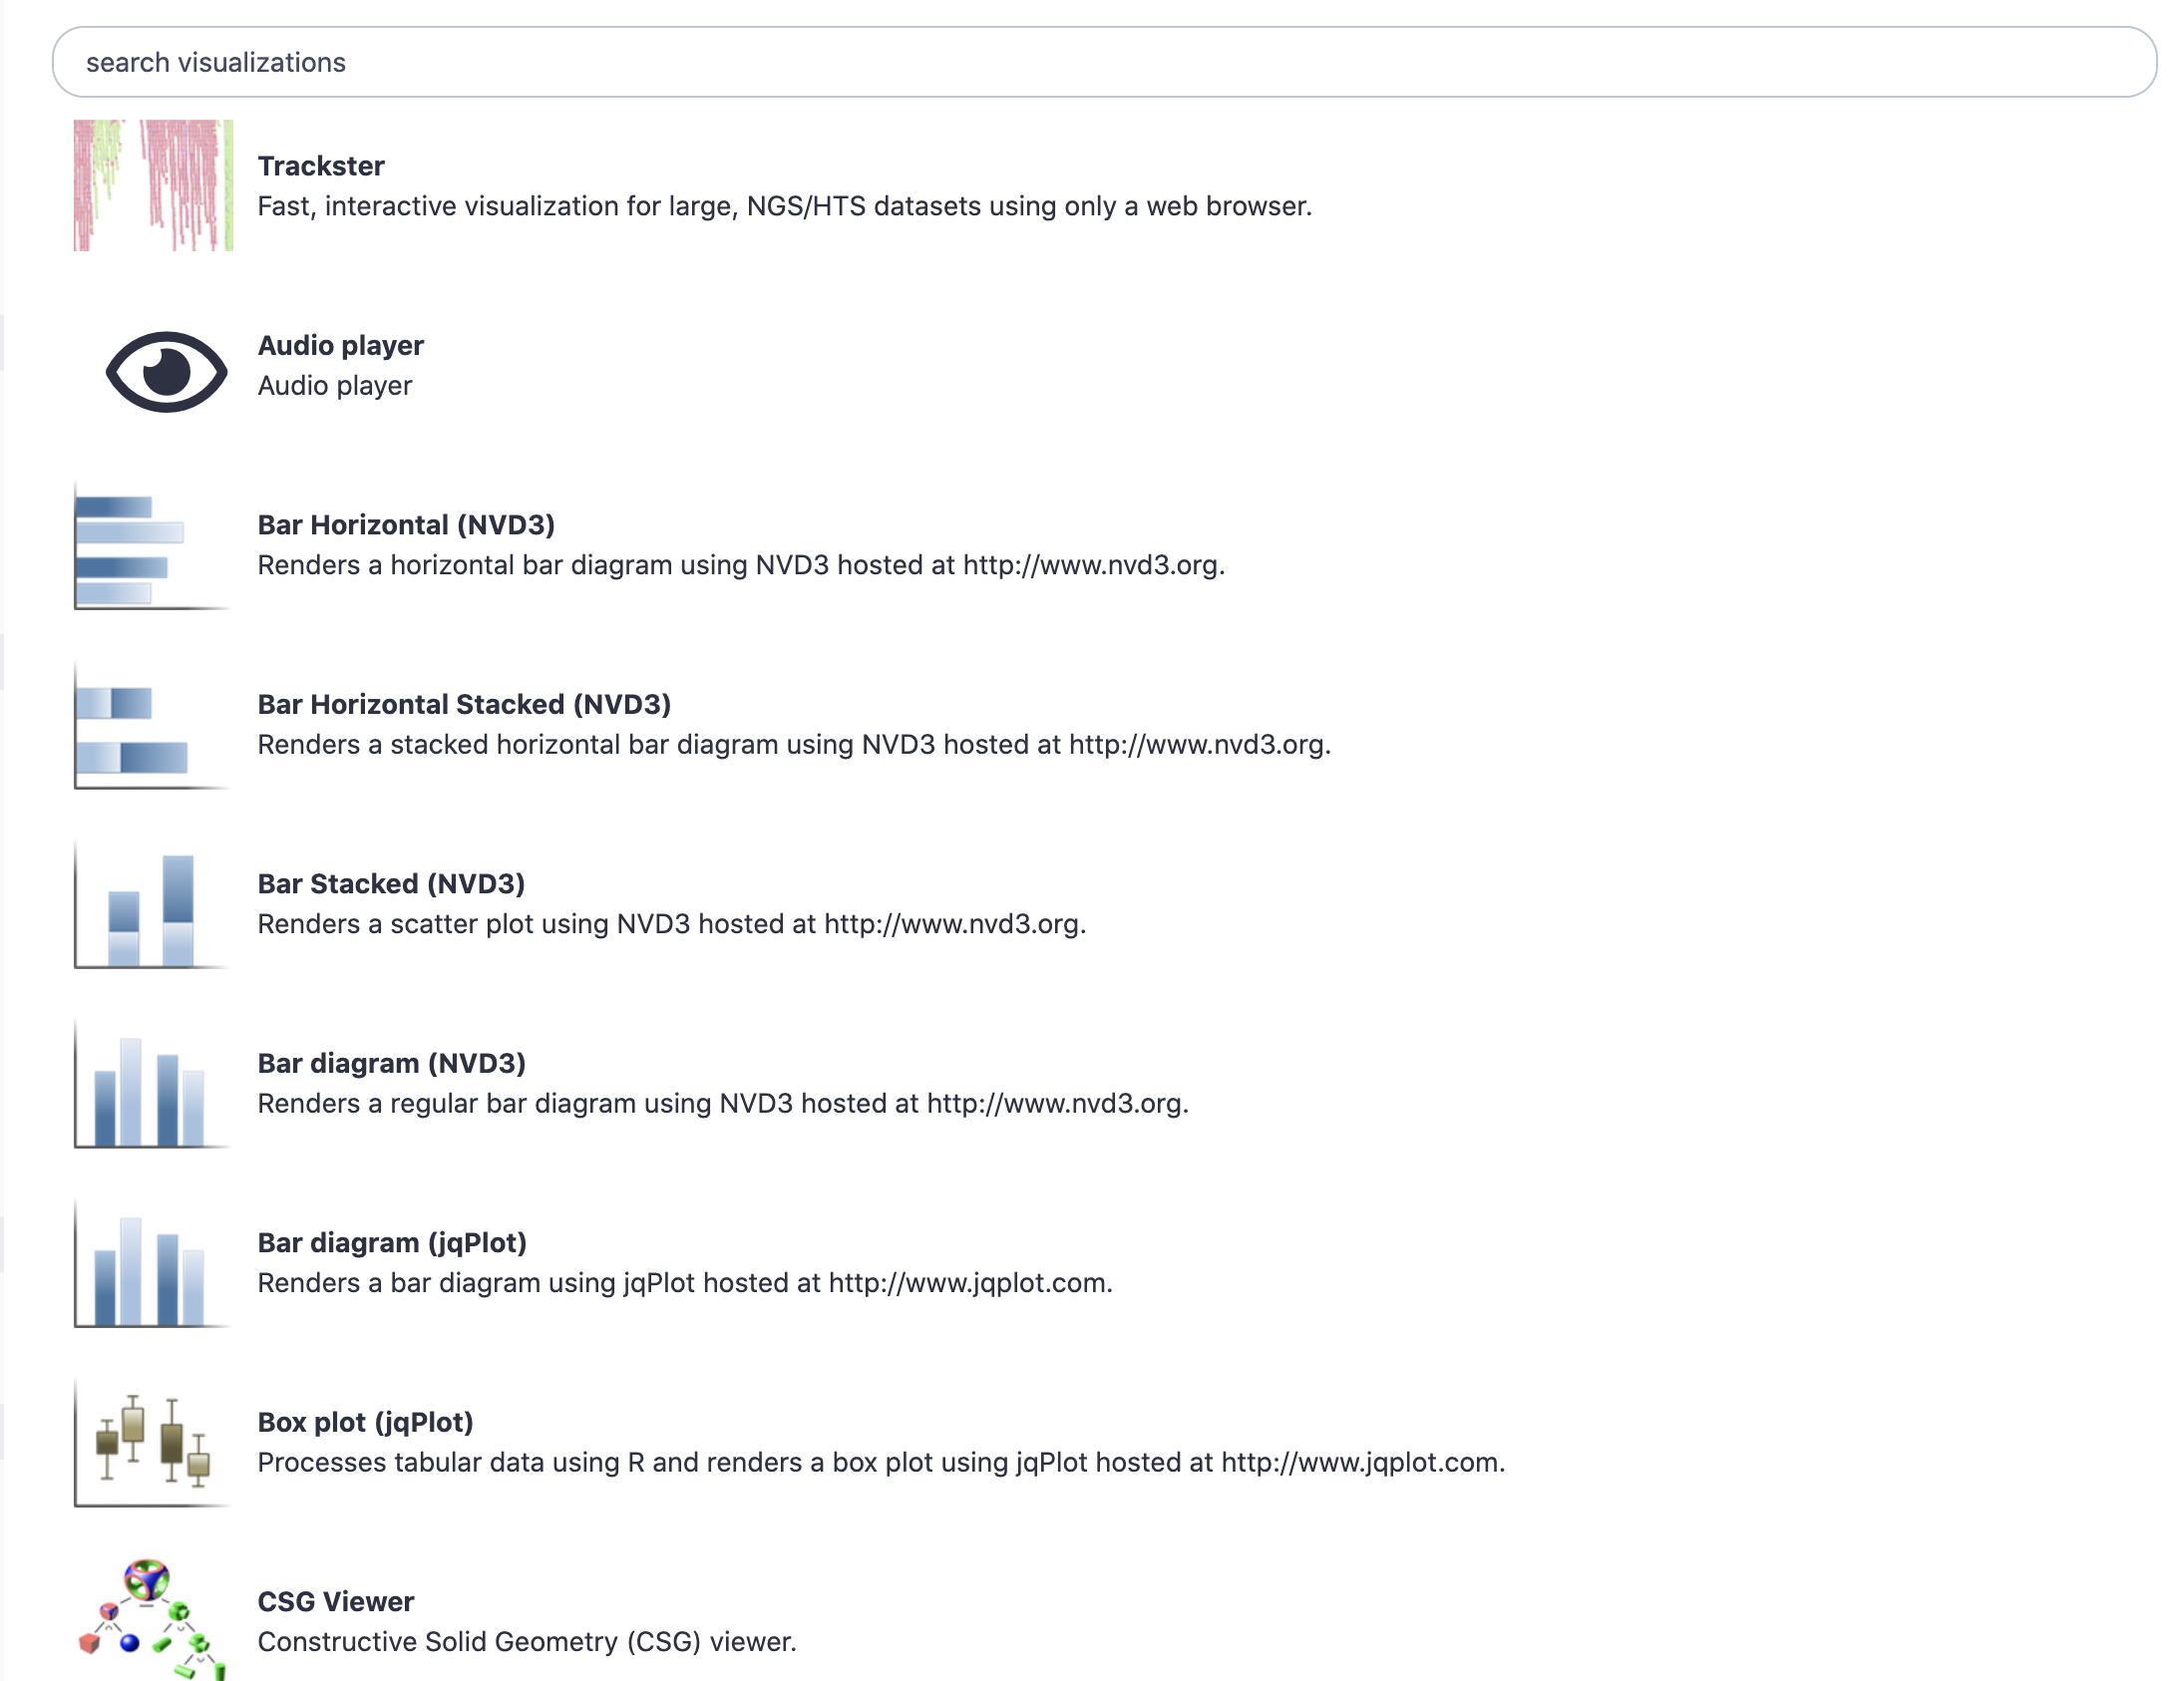 search visualizations
Trackster
Fast, interactive visualization for large, NGS/HTS datasets using only a web browser.
Audio player
Audio player
Bar Horizontal (NVD3)
Renders a horizontal bar diagram using NVD3 hosted at http://www.nvd3.org.
Bar Horizontal Stacked (NVD3)
Renders a stacked horizontal bar diagram using NVD3 hosted at http://www.nvd3.org.
Bar Stacked (NVD3)
Renders a scatter plot using NVD3 hosted at http://www.nvd3.org.
Bar diagram (NVD3)
Renders a regular bar diagram using NVD3 hosted at http://www.nvd3.org.
Bar diagram (jqPlot)
Renders a bar diagram using jqPlot hosted at http://www.jqplot.com.
Box plot (jqPlot)
Processes tabular data using R and renders a box plot using jqPlot hosted at http://www.jqplot.com.
CSG Viewer
Constructive Solid Geometry (CSG) viewer.